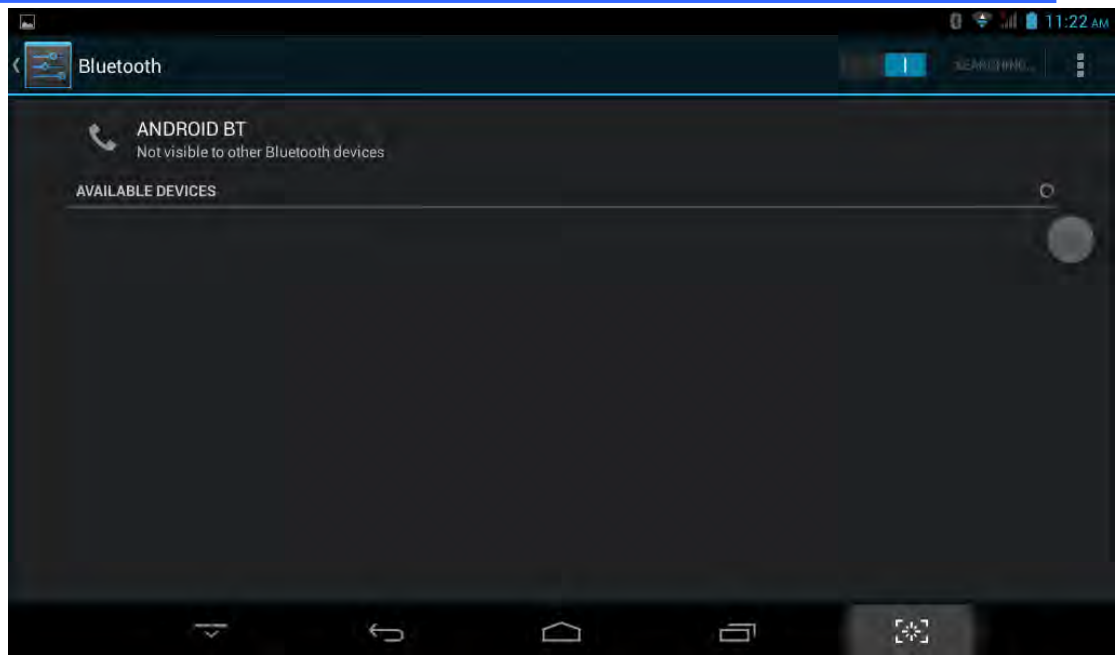 11:22 AM
Bluetooth
SEARCHING...
ANDROID BT
Not visible to other Bluetooth devices
AVAILABLE DEVICES